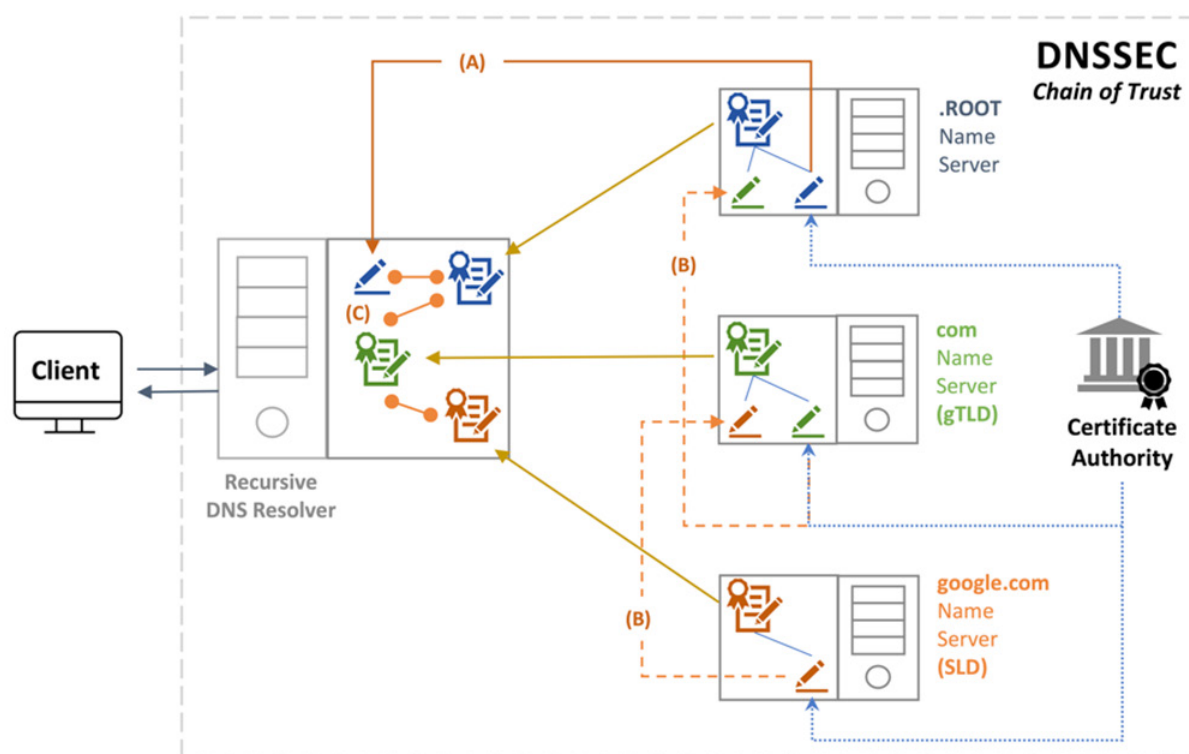 DNSSEC
Chain of Trust
(A)
.ROOT
Name
Server
(B)
(C)
Client
com
Name
Server
(gTLD)
Certificate
Authority
Recursive
DNS Resolver
google.com
Name
Server
(SLD)
(B)